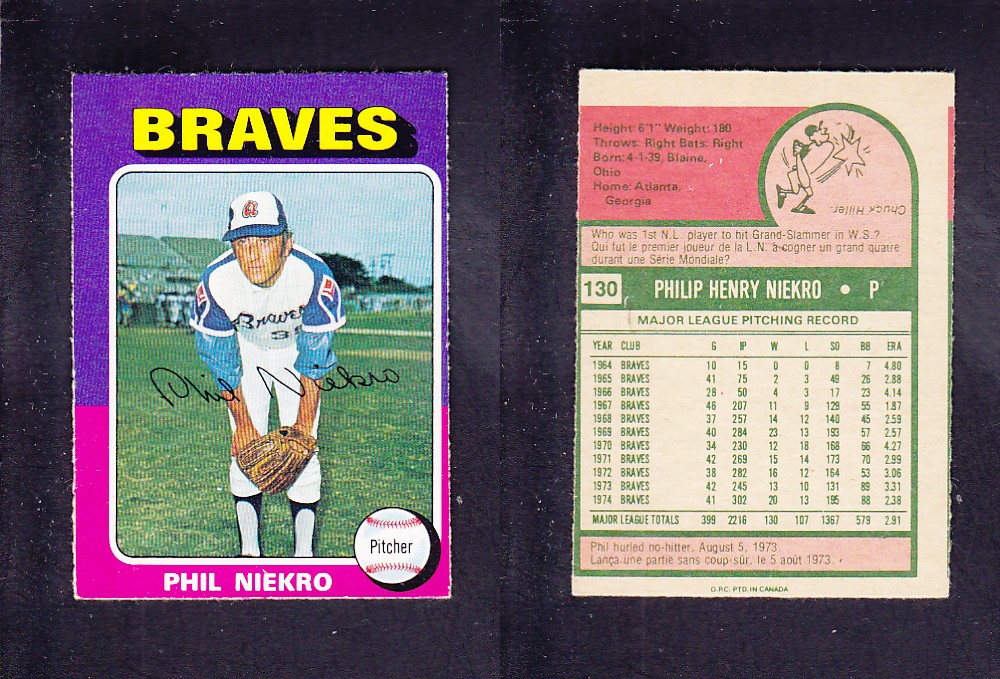 BRAVES
Braves
Phil Niekro
Pitcher
PHIL NIEKRO
Height: 6'1" Weight: 180
Throws: Right Bats: Right
Born: 4-1-39, Blaine,
Ohio
Home: Atlanta,
Georgia
Chuck Hiller.
Who was 1st N.L. player to hit Grand-Slammer in W.S.?
Qui fut le premier joueur de la L.N. à cogner un grand quatre
durant une Série Mondiale?
130 PHILIP HENRY NIEKRO • P
MAJOR LEAGUE PITCHING RECORD
YEAR CLUB G IP W L SO BB ERA
1964 BRAVES 10 15 0 0 8 7 4.80
1965 BRAVES 41 75 2 3 49 26 2.88
1966 BRAVES 28 50 4 3 17 23 4.14
1967 BRAVES 46 207 11 9 129 55 1.87
1968 BRAVES 37 257 14 12 140 45 2.59
1969 BRAVES 40 284 23 13 193 57 2.57
1970 BRAVES 34 230 12 18 168 66 4.27
1971 BRAVES 42 269 15 14 173 70 2.99
1972 BRAVES 38 282 16 12 164 53 3.06
1973 BRAVES 42 245 13 10 131 89 3.31
1974 BRAVES 41 302 20 13 195 88 2.38
MAJOR LEAGUE TOTALS 399 2216 130 107 1367 579 2.91
Phil hurled no-hitter, August 5, 1973.
Lança une partie sans coup-sûr, le 5 août 1973.
O.P.C. PTD. IN CANADA